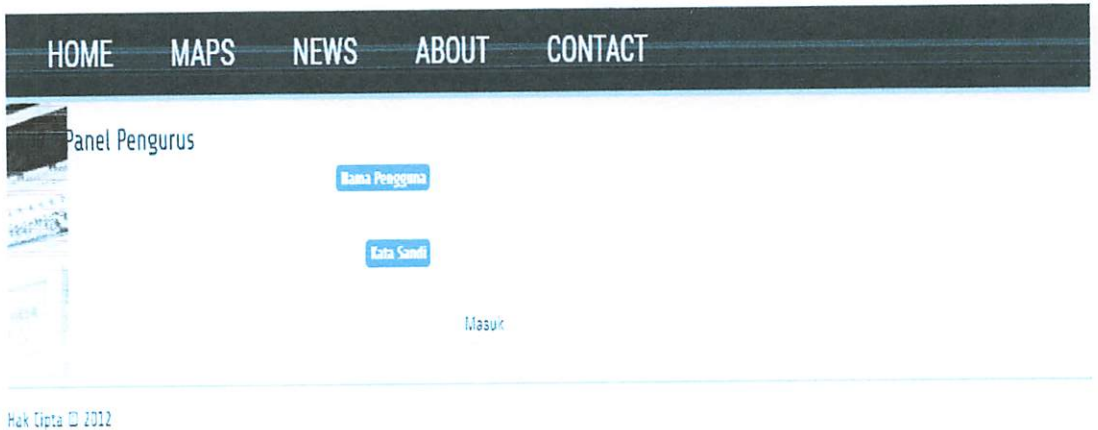 HOME MAPS NEWS ABOUT CONTACT
Panel Pengurus
Nama Pengguna
Kata Sandi
Masuk
Hak Cipta © 2012